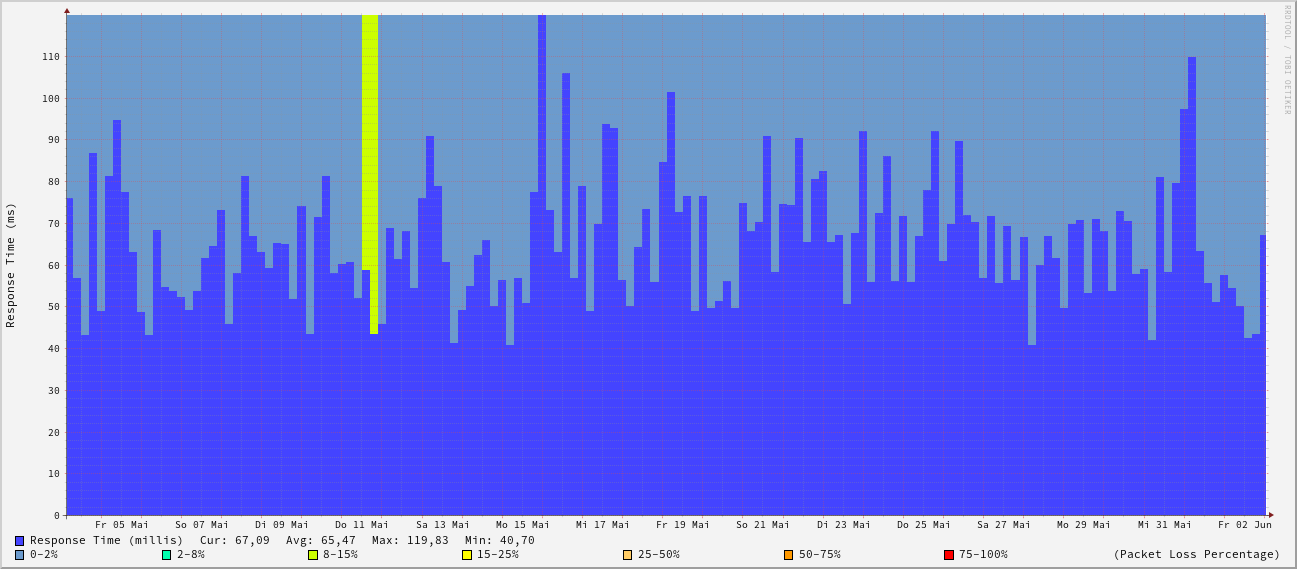 RRDTOOL / TOBI OETIKER
Response Time (ms)
110
100
90
80
70
60
50
40
30
20
10
0
Fr 05 Mai So 07 Mai Di 09 Mai Do 11 Mai Sa 13 Mai Mo 15 Mai Mi 17 Mai Fr 19 Mai So 21 Mai Di 23 Mai Do 25 Mai Sa 27 Mai Mo 29 Mai Mi 31 Mai Fr 02 Jun
Response Time (millis) Cur: 67,09 Avg: 65,47 Max: 119,83 Min: 40,70
0-2% 2-8% 8-15% 15-25% 25-50% 50-75% 75-100% (Packet Loss Percentage)